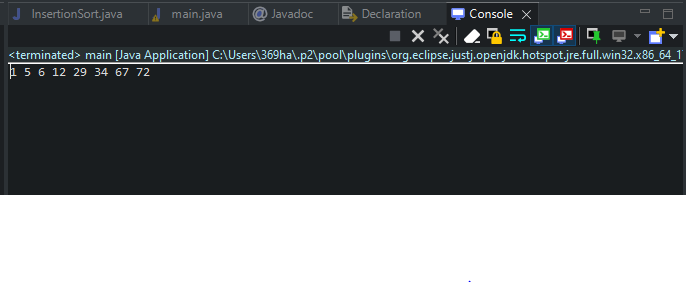 InsertionSort.java main.java Javadoc Declaration Console
<terminated> main [Java Application] C:\Users\369ha\.p2\pool\plugins\org.eclipse.justj.openjdk.hotspot.jre.full.win32.x86_64_1
1 5 6 12 29 34 67 72